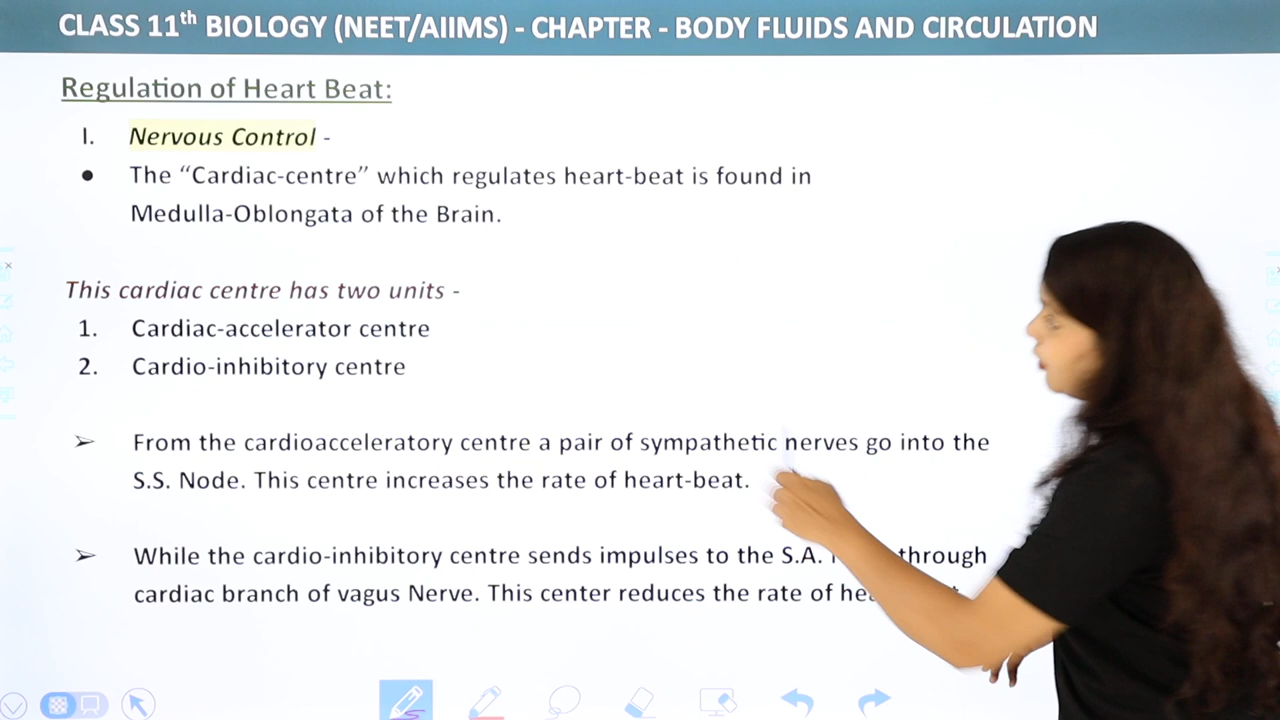 CLASS 11th BIOLOGY (NEET/AIIMS) - CHAPTER - BODY FLUIDS AND CIRCULATION
Regulation of Heart Beat:
I. Nervous Control -
● The “Cardiac-centre” which regulates heart-beat is found in
Medulla-Oblongata of the Brain.
This cardiac centre has two units -
1. Cardiac-accelerator centre
2. Cardio-inhibitory centre
➢ From the cardioacceleratory centre a pair of sympathetic nerves go into the
S.S. Node. This centre increases the rate of heart-beat.
➢ While the cardio-inhibitory centre sends impulses to the S.A. through
cardiac branch of vagus Nerve. This center reduces the rate of